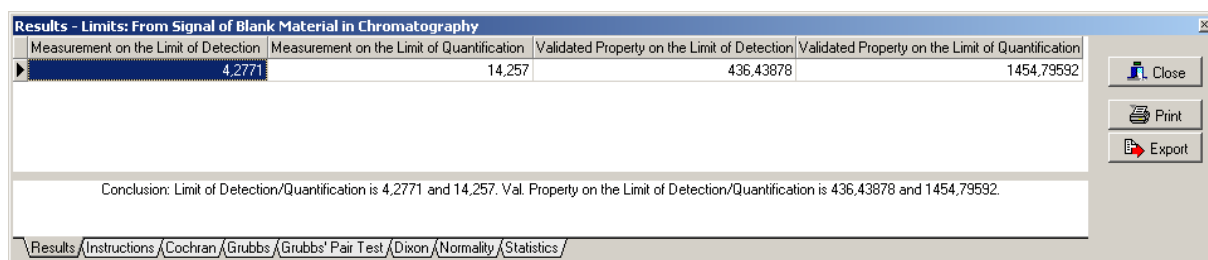 Results - Limits: From Signal of Blank Material in Chromatography
Measurement on the Limit of Detection Measurement on the Limit of Quantification Validated Property on the Limit of Detection Validated Property on the Limit of Quantification
4,2771 14,257 436,43878 1454,79592
Close
Print
Export
Conclusion: Limit of Detection/Quantification is 4,2771 and 14,257. Val. Property on the Limit of Detection/Quantification is 436,43878 and 1454,79592.
Results Instructions Cochran Grubbs Grubbs' Pair Test Dixon Normality Statistics